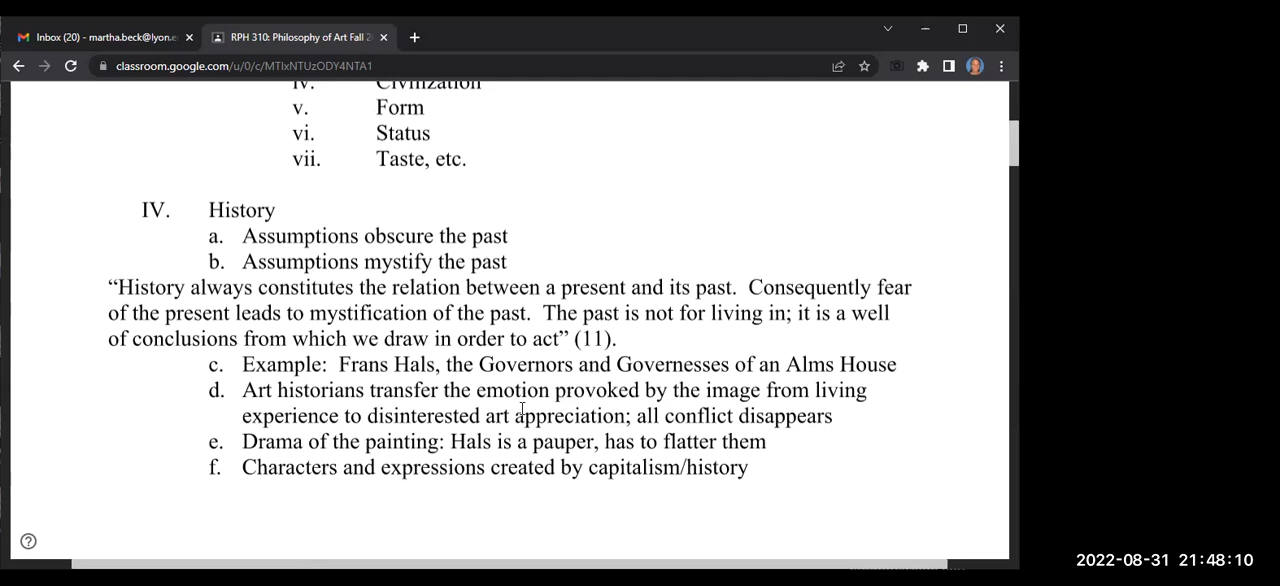 Inbox (20) - martha.beck@lyon.e
RPH 310: Philosophy of Art Fall 2
classroom.google.com/u/0/c/MTIxNTUzODY4NTA1
iv. Civilization
v. Form
vi. Status
vii. Taste, etc.
IV. History
a. Assumptions obscure the past
b. Assumptions mystify the past
“History always constitutes the relation between a present and its past.  Consequently fear
of the present leads to mystification of the past.  The past is not for living in; it is a well
of conclusions from which we draw in order to act” (11).
c. Example:  Frans Hals, the Governors and Governesses of an Alms House
d. Art historians transfer the emotion provoked by the image from living
experience to disinterested art appreciation; all conflict disappears
e. Drama of the painting: Hals is a pauper, has to flatter them
f. Characters and expressions created by capitalism/history
2022-08-31 21:48:10